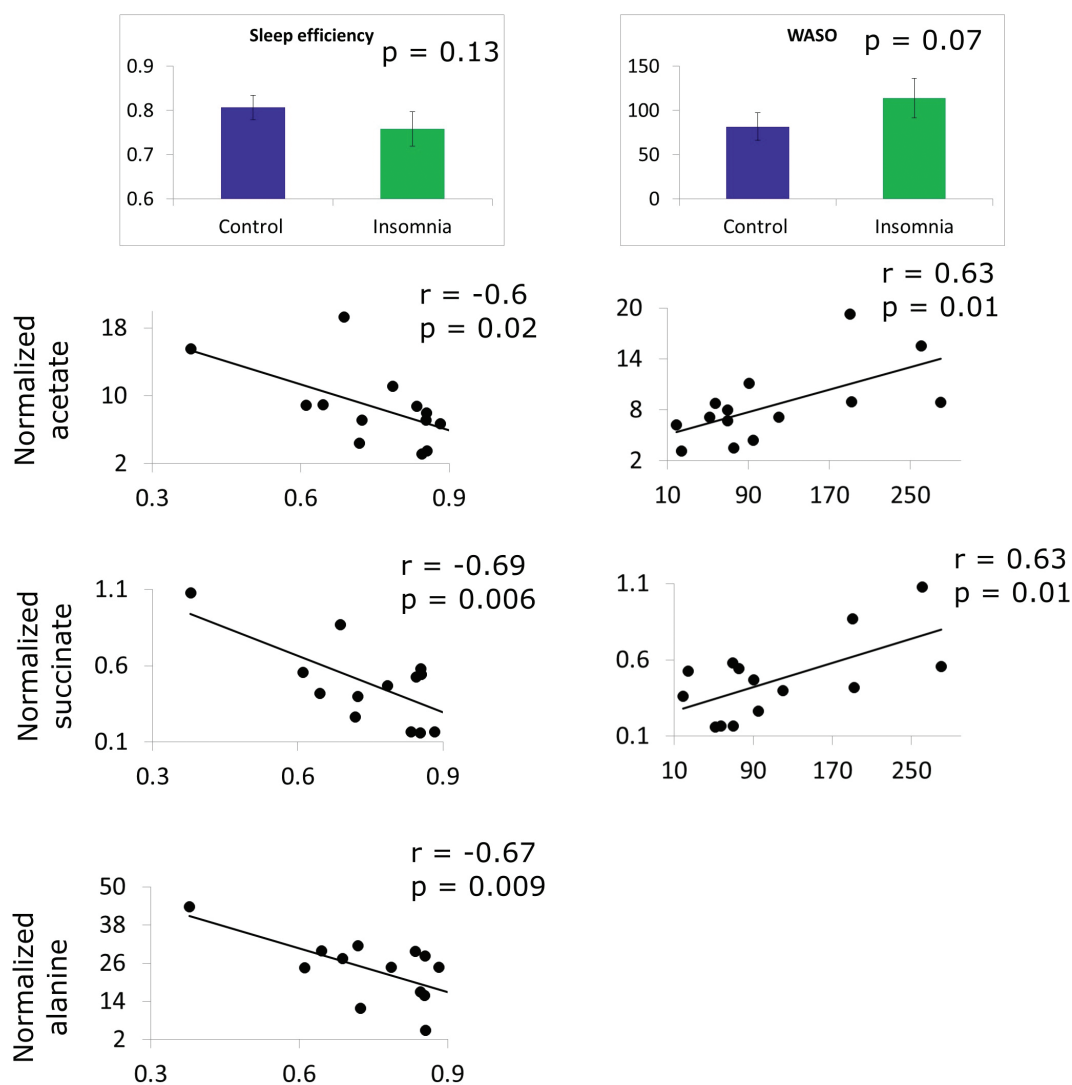 Sleep efficiency
p = 0.13
0.9
0.8
0.7
0.6
Control Insomnia
WASO
p = 0.07
150
100
50
0
Control Insomnia
Normalized
acetate
r = -0.6
p = 0.02
18
10
2
0.3 0.6 0.9
r = 0.63
p = 0.01
20
14
8
2
10 90 170 250
Normalized
succinate
r = -0.69
p = 0.006
1.1
0.6
0.1
0.3 0.6 0.9
r = 0.63
p = 0.01
1.1
0.6
0.1
10 90 170 250
Normalized
alanine
r = -0.67
p = 0.009
50
38
26
14
2
0.3 0.6 0.9